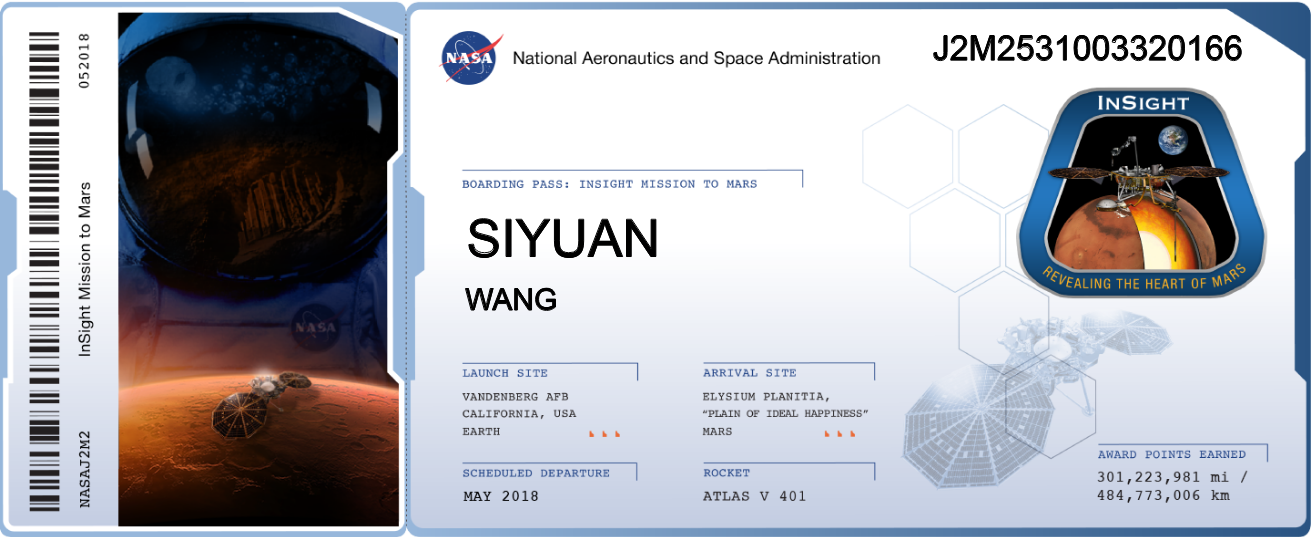 052018
InSight Mission to Mars
NASAJ2M2
NASA
NASA
National Aeronautics and Space Administration
J2M2531003320166
INSIGHT
REVEALING THE HEART OF MARS
BOARDING PASS: INSIGHT MISSION TO MARS
SIYUAN
WANG
LAUNCH SITE
VANDENBERG AFB
CALIFORNIA, USA
EARTH
ARRIVAL SITE
ELYSIUM PLANITIA,
“PLAIN OF IDEAL HAPPINESS”
MARS
SCHEDULED DEPARTURE
MAY 2018
ROCKET
ATLAS V 401
AWARD POINTS EARNED
301,223,981 mi /
484,773,006 km